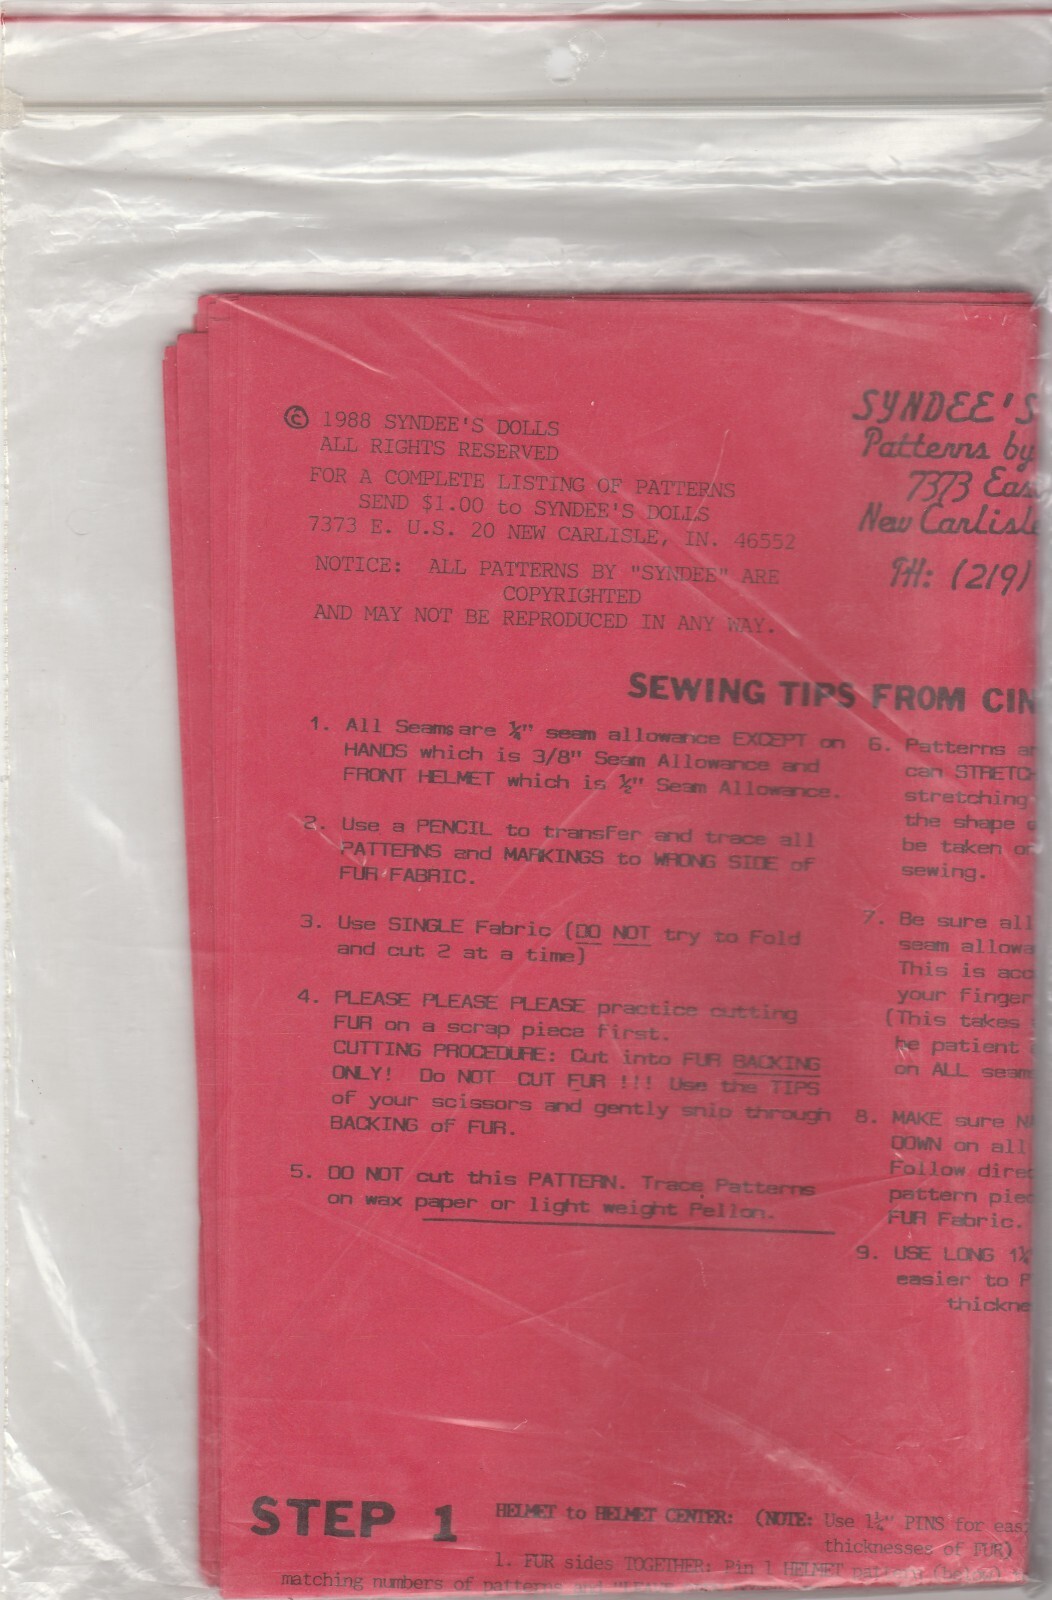 © 1988 SYNDEE'S DOLLS
ALL RIGHTS RESERVED
FOR A COMPLETE LISTING OF PATTERNS
SEND $1.00 to SYNDEE'S DOLLS
7373 E. U.S. 20 NEW CARLISLE, IN. 46552
NOTICE: ALL PATTERNS BY "SYNDEE" ARE
COPYRIGHTED
AND MAY NOT BE REPRODUCED IN ANY WAY.
SYNDEE'S
Patterns by
7373 Eas
New Carlisle
PH: (219)
SEWING TIPS FROM CIN
1. All Seams are ¼" seam allowance EXCEPT on
HANDS which is 3/8" Seam Allowance and
FRONT HELMET which is ½" Seam Allowance.
2. Use a PENCIL to transfer and trace all
PATTERNS and MARKINGS to WRONG SIDE of
FUR FABRIC.
3. Use SINGLE Fabric (DO NOT try to Fold
and cut 2 at a time)
4. PLEASE PLEASE PLEASE practice cutting
FUR on a scrap piece first.
CUTTING PROCEDURE: Cut into FUR BACKING
ONLY! Do NOT CUT FUR !!! Use the TIPS
of your scissors and gently snip through
BACKING of FUR.
5. DO NOT cut this PATTERN. Trace Patterns
on wax paper or light weight Pellon.
6. Patterns a
can STRETC
stretching
the shape
be taken o
sewing.
7. Be sure all
seam allowa
This is acc
your finger
(This takes
be patient
on ALL seam
8. MAKE sure N
DOWN on all
Follow direc
pattern piec
FUR Fabric.
9. USE LONG 1¼
easier to P
thickne
STEP 1
HELMET to HELMET CENTER: (NOTE: Use 1¼" PINS for eas
thicknesses of FUR)
1. FUR sides TOGETHER: Pin 1 HELMET pattern (below)
matching numbers of patterns and